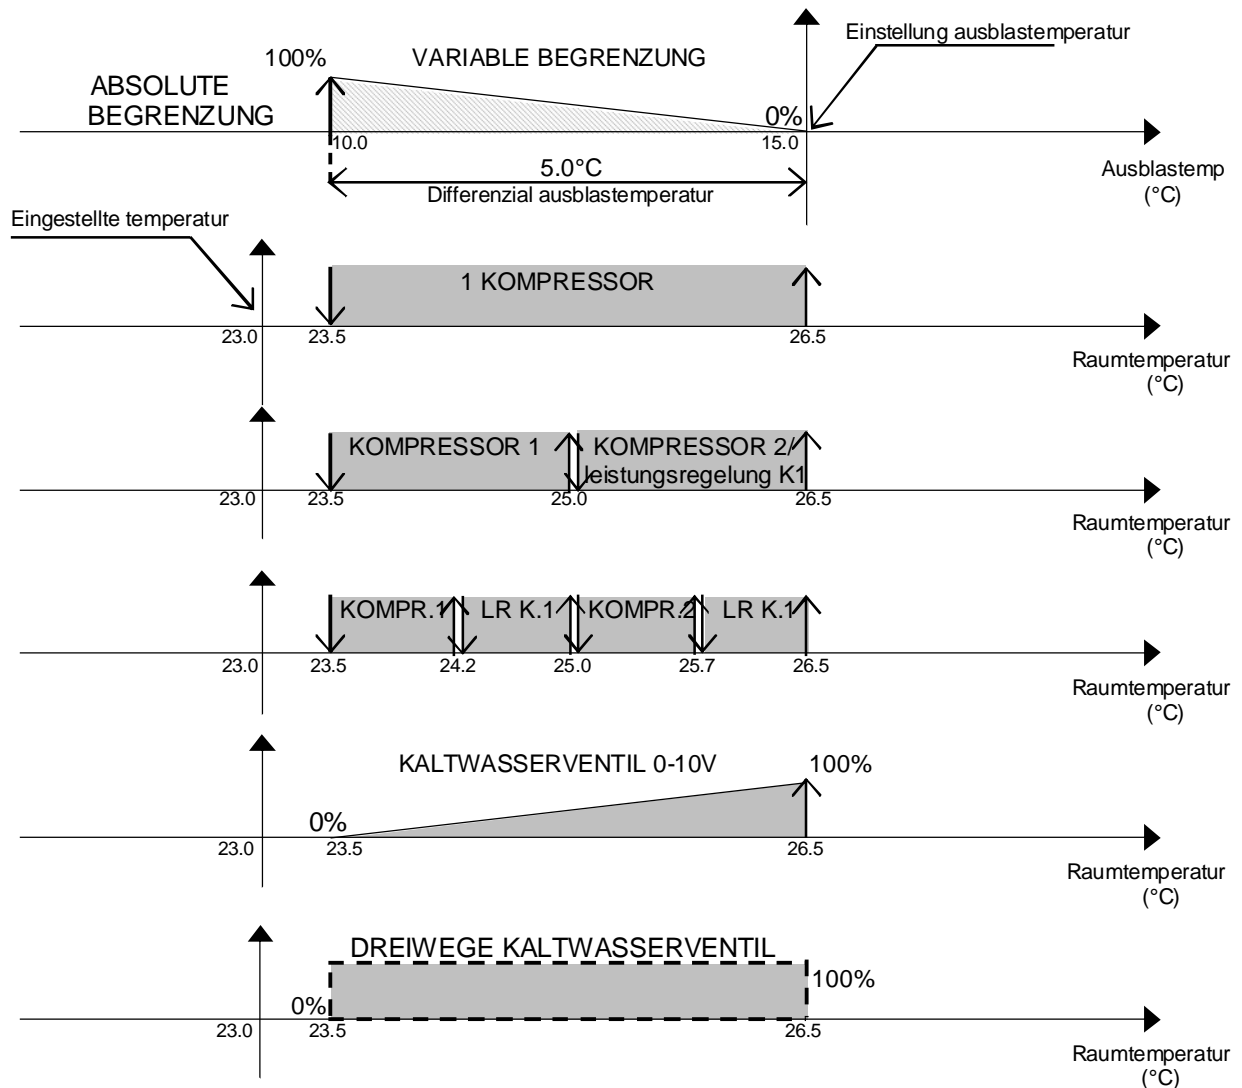 Einstellung ausblastemperatur
100%
VARIABLE BEGRENZUNG
ABSOLUTE
BEGRENZUNG
0%
10.0
15.0
5.0°C
Differenzial ausblastemperatur
Ausblastemp
(°C)
Eingestellte temperatur
1 KOMPRESSOR
23.0
23.5
26.5
Raumtemperatur
(°C)
KOMPRESSOR 1
KOMPRESSOR 2/
leistungsregelung K1
23.0
23.5
25.0
26.5
Raumtemperatur
(°C)
KOMPR.1
LR K.1
KOMPR.2
LR K.1
23.0
23.5
24.2
25.0
25.7
26.5
Raumtemperatur
(°C)
KALTWASSERVENTIL 0-10V
100%
0%
23.0
23.5
26.5
Raumtemperatur
(°C)
DREIWEGE KALTWASSERVENTIL
100%
0%
23.0
23.5
26.5
Raumtemperatur
(°C)